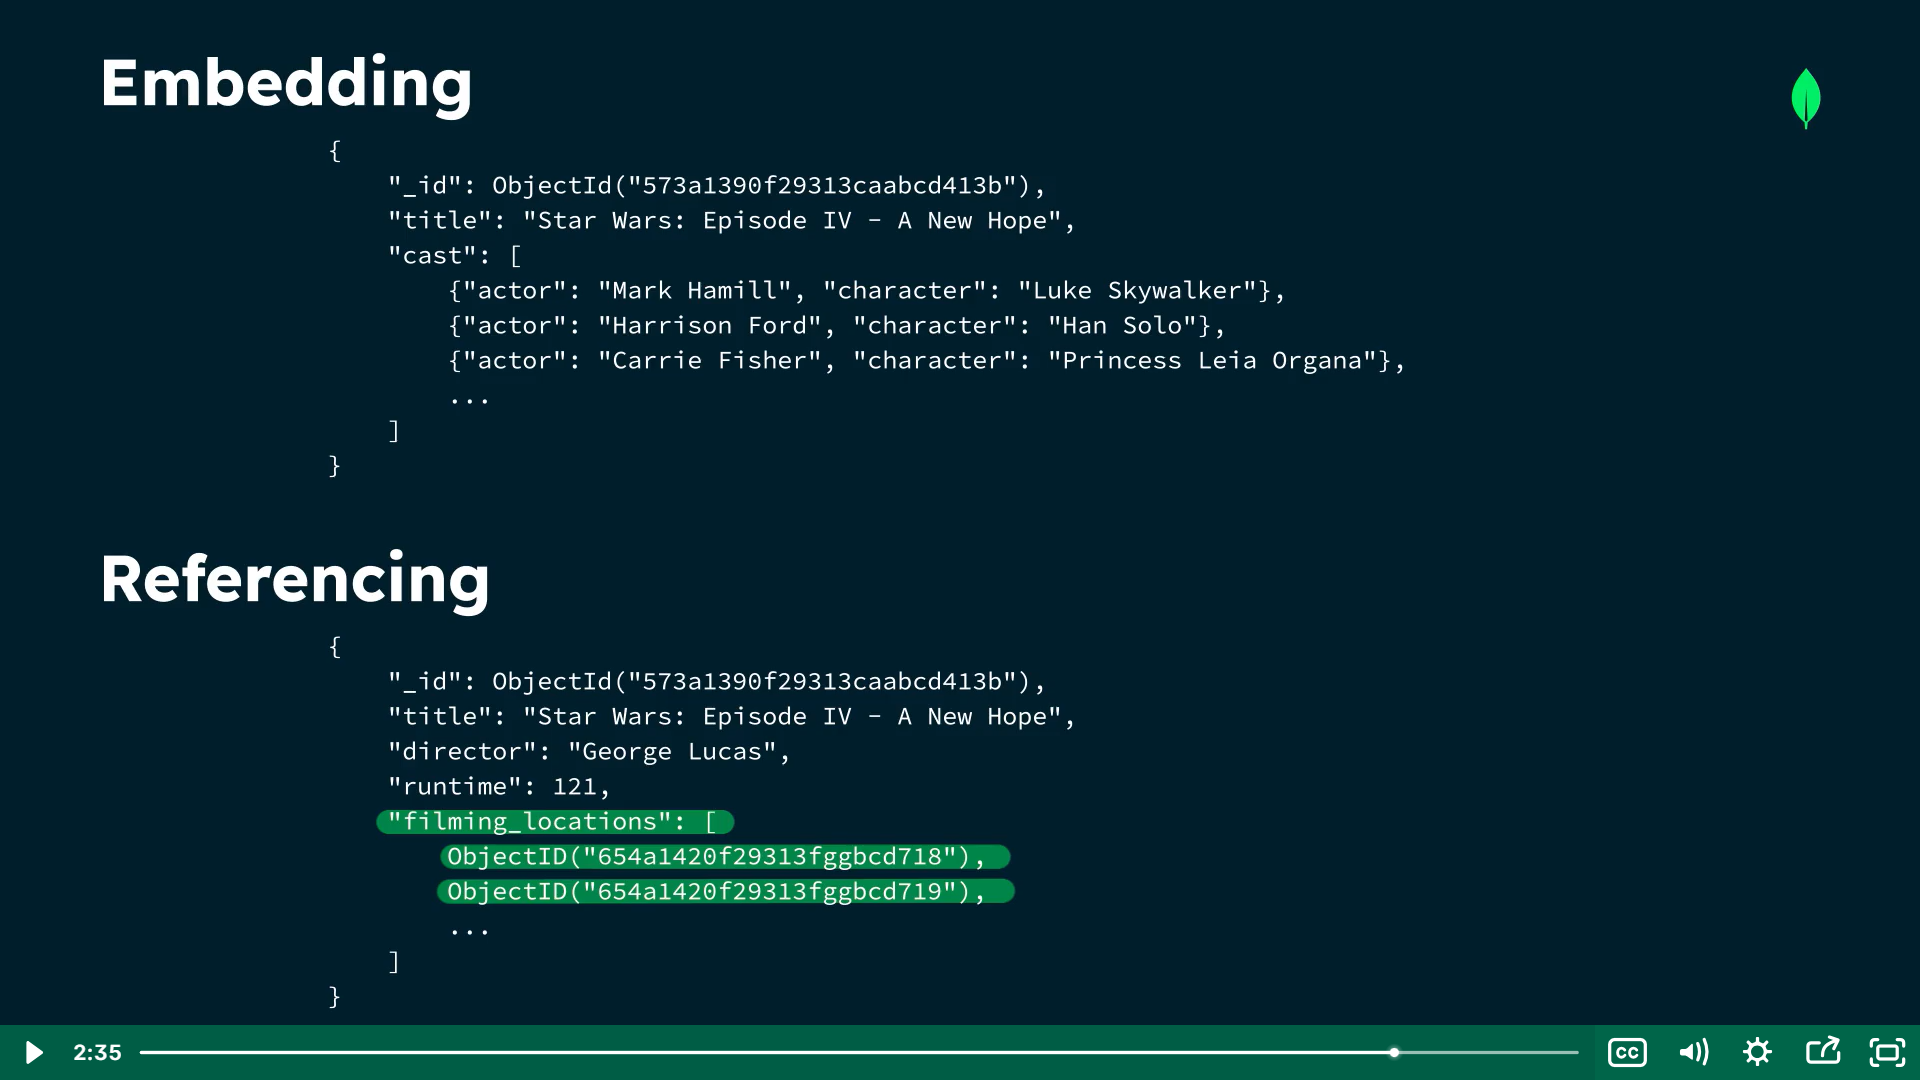 Embedding
{
"_id": ObjectId("573a1390f29313caabcd413b"),
"title": "Star Wars: Episode IV – A New Hope",
"cast": [
{"actor": "Mark Hamill", "character": "Luke Skywalker"},
{"actor": "Harrison Ford", "character": "Han Solo"},
{"actor": "Carrie Fisher", "character": "Princess Leia Organa"},
...
]
}
Referencing
{
"_id": ObjectId("573a1390f29313caabcd413b"),
"title": "Star Wars: Episode IV – A New Hope",
"director": "George Lucas",
"runtime": 121,
"filming_locations": [
ObjectID("654a1420f29313fggbcd718"),
ObjectID("654a1420f29313fggbcd719"),
...
]
}
2:35
CC